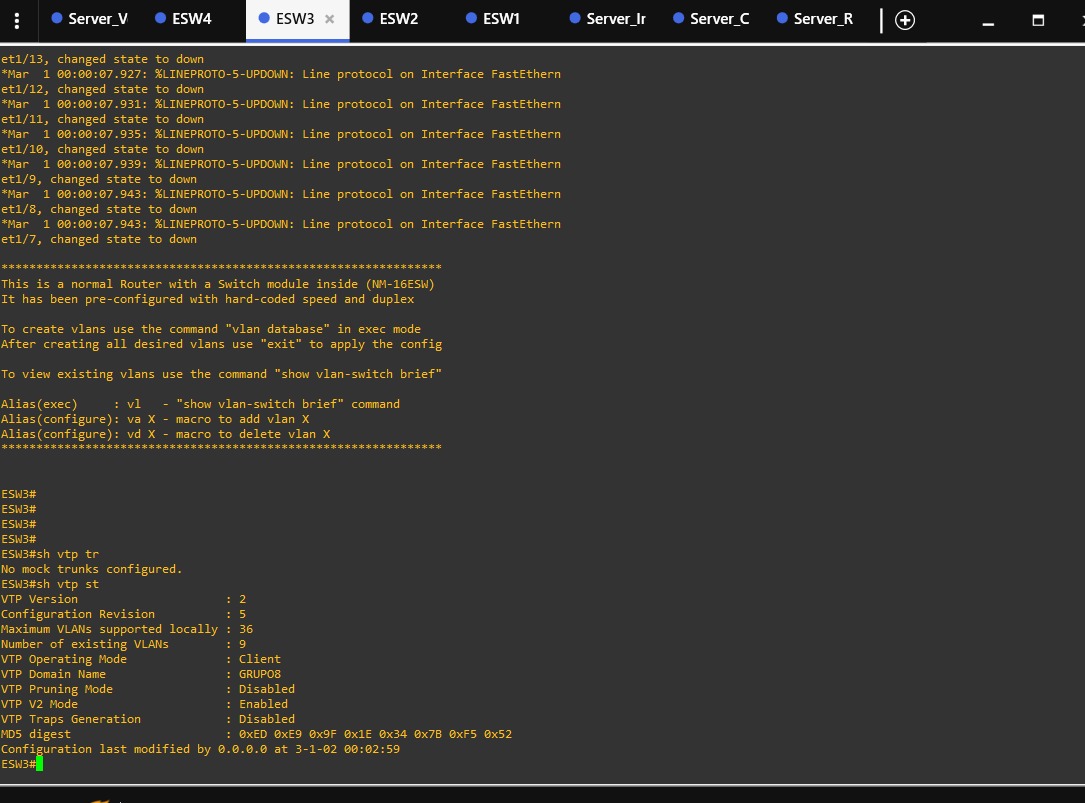 Server_V ESW4 ESW3 × ESW2 ESW1 Server_Ir Server_C Server_R
et1/13, changed state to down
*Mar  1 00:00:07.927: %LINEPROTO-5-UPDOWN: Line protocol on Interface FastEthern
et1/12, changed state to down
*Mar  1 00:00:07.931: %LINEPROTO-5-UPDOWN: Line protocol on Interface FastEthern
et1/11, changed state to down
*Mar  1 00:00:07.935: %LINEPROTO-5-UPDOWN: Line protocol on Interface FastEthern
et1/10, changed state to down
*Mar  1 00:00:07.939: %LINEPROTO-5-UPDOWN: Line protocol on Interface FastEthern
et1/9, changed state to down
*Mar  1 00:00:07.943: %LINEPROTO-5-UPDOWN: Line protocol on Interface FastEthern
et1/8, changed state to down
*Mar  1 00:00:07.943: %LINEPROTO-5-UPDOWN: Line protocol on Interface FastEthern
et1/7, changed state to down
***************************************************************
This is a normal Router with a Switch module inside (NM-16ESW)
It has been pre-configured with hard-coded speed and duplex
To create vlans use the command "vlan database" in exec mode
After creating all desired vlans use "exit" to apply the config
To view existing vlans use the command "show vlan-switch brief"
Alias(exec)     : vl   - "show vlan-switch brief" command
Alias(configure): va X - macro to add vlan X
Alias(configure): vd X - macro to delete vlan X
***************************************************************
ESW3#
ESW3#
ESW3#
ESW3#
ESW3#sh vtp tr
No mock trunks configured.
ESW3#sh vtp st
VTP Version                     : 2
Configuration Revision          : 5
Maximum VLANs supported locally : 36
Number of existing VLANs        : 9
VTP Operating Mode              : Client
VTP Domain Name                 : GRUPO8
VTP Pruning Mode                : Disabled
VTP V2 Mode                     : Enabled
VTP Traps Generation            : Disabled
MD5 digest                      : 0xED 0xE9 0x9F 0x1E 0x34 0x7B 0xF5 0x52
Configuration last modified by 0.0.0.0 at 3-1-02 00:02:59
ESW3#